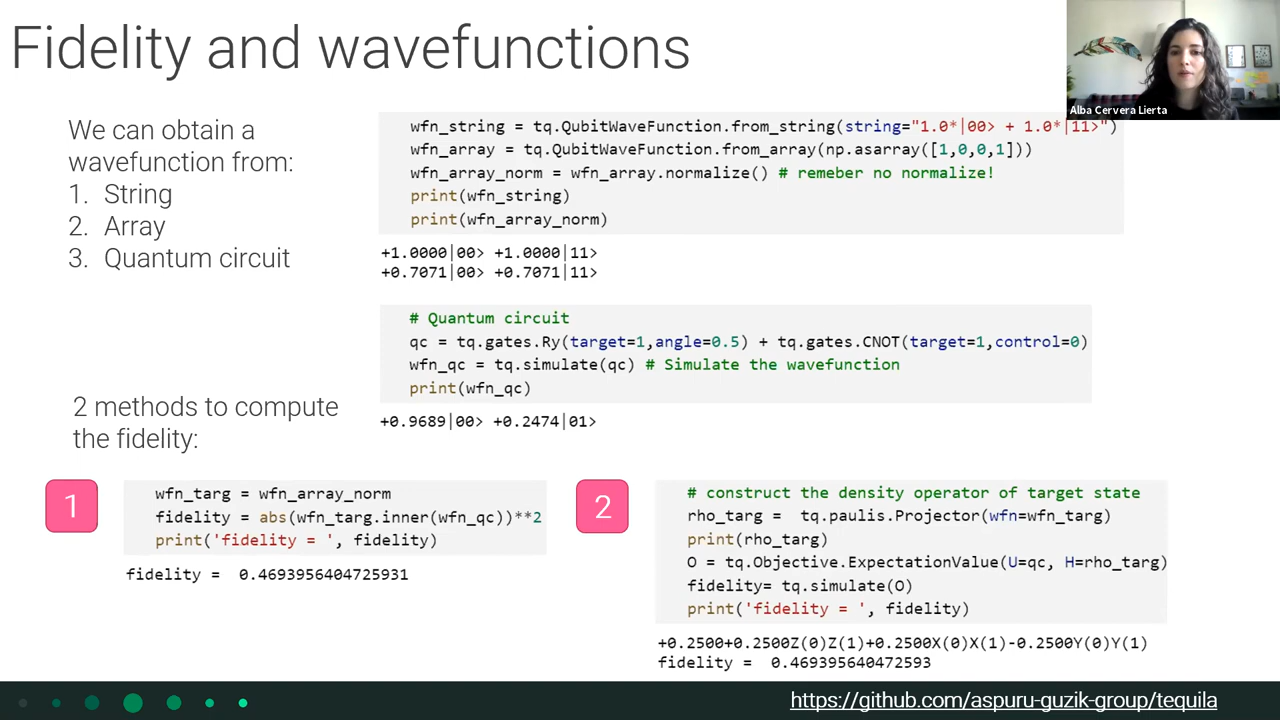 Fidelity and wavefunctions
Alba Cervera Lierta
We can obtain a
wavefunction from:
1. String
2. Array
3. Quantum circuit
wfn_string = tq.QubitWaveFunction.from_string(string="1.0*|00> + 1.0*|11>")
wfn_array = tq.QubitWaveFunction.from_array(np.asarray([1,0,0,1]))
wfn_array_norm = wfn_array.normalize() # remeber no normalize!
print(wfn_string)
print(wfn_array_norm)
+1.0000|00> +1.0000|11>
+0.7071|00> +0.7071|11>
# Quantum circuit
qc = tq.gates.Ry(target=1,angle=0.5) + tq.gates.CNOT(target=1,control=0)
wfn_qc = tq.simulate(qc) # Simulate the wavefunction
print(wfn_qc)
+0.9689|00> +0.2474|01>
2 methods to compute
the fidelity:
1
wfn_targ = wfn_array_norm
fidelity = abs(wfn_targ.inner(wfn_qc))**2
print('fidelity = ', fidelity)
fidelity =  0.4693956404725931
2
# construct the density operator of target state
rho_targ =  tq.paulis.Projector(wfn=wfn_targ)
print(rho_targ)
O = tq.Objective.ExpectationValue(U=qc, H=rho_targ)
fidelity= tq.simulate(O)
print('fidelity = ', fidelity)
+0.2500+0.2500Z(0)Z(1)+0.2500X(0)X(1)-0.2500Y(0)Y(1)
fidelity =  0.469395640472593
https://github.com/aspuru-guzik-group/tequila